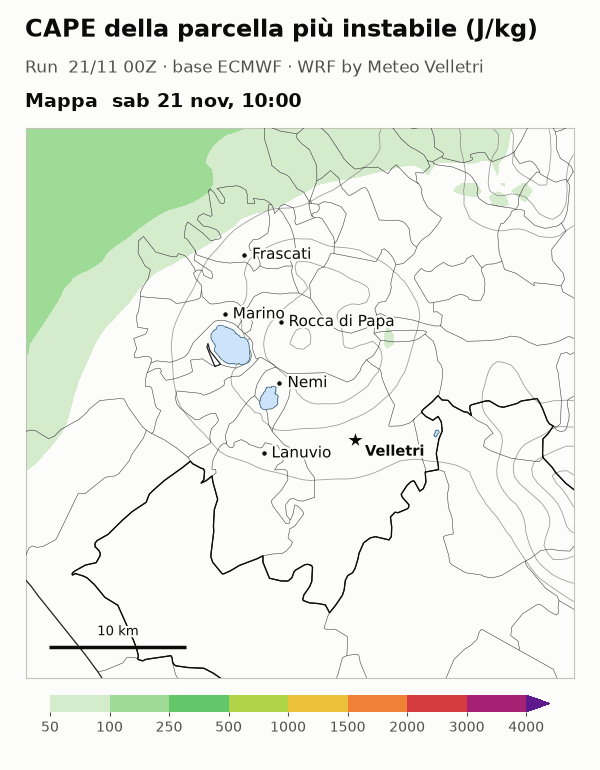 CAPE della parcella più instabile (J/kg)
Run  21/11 00Z · base ECMWF · WRF by Meteo Velletri
Mappa  sab 21 nov, 10:00
Frascati
Marino
Rocca di Papa
Nemi
Velletri
Lanuvio
10 km
50 100 250 500 1000 1500 2000 3000 4000